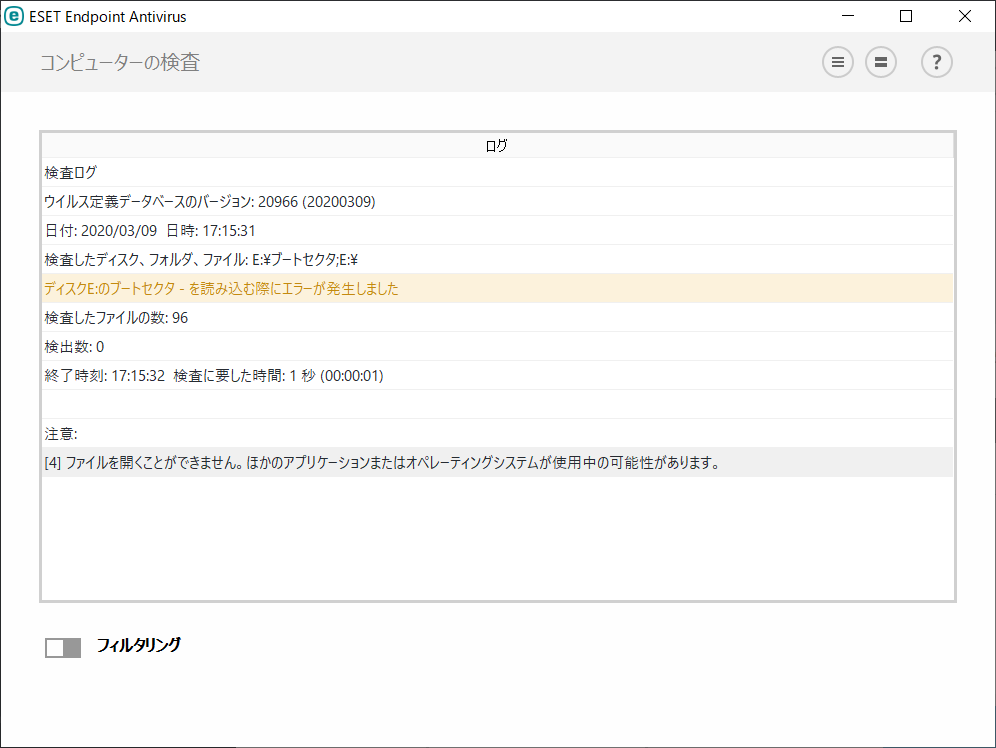 ESET Endpoint Antivirus
コンピューターの検査
?
ログ
検査ログ
ウイルス定義データベースのバージョン: 20966 (20200309)
日付: 2020/03/09 日時: 17:15:31
検査したディスク、フォルダ、ファイル: E:¥ブートセクタ;E:¥
ディスクE:のブートセクタ - を読み込む際にエラーが発生しました
検査したファイルの数: 96
検出数: 0
終了時刻: 17:15:32 検査に要した時間: 1 秒 (00:00:01)
注意:
[4] ファイルを開くことができません。ほかのアプリケーションまたはオペレーティングシステムが使用中の可能性があります。
フィルタリング